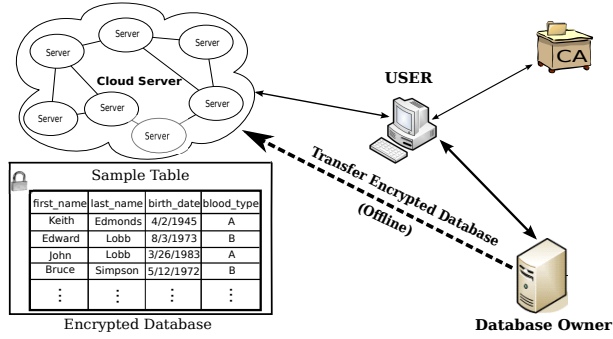 Server
Server
Server
Cloud Server
Server
Server
Server
Server
USER
CA
Transfer Encrypted Database
(Offline)
Sample Table
first_name last_name birth_date blood_type
Keith Edmonds 4/2/1945 A
Edward Lobb 8/3/1973 B
John Lobb 3/26/1983 A
Bruce Simpson 5/12/1972 B
⋮ ⋮ ⋮ ⋮
Encrypted Database
Database Owner